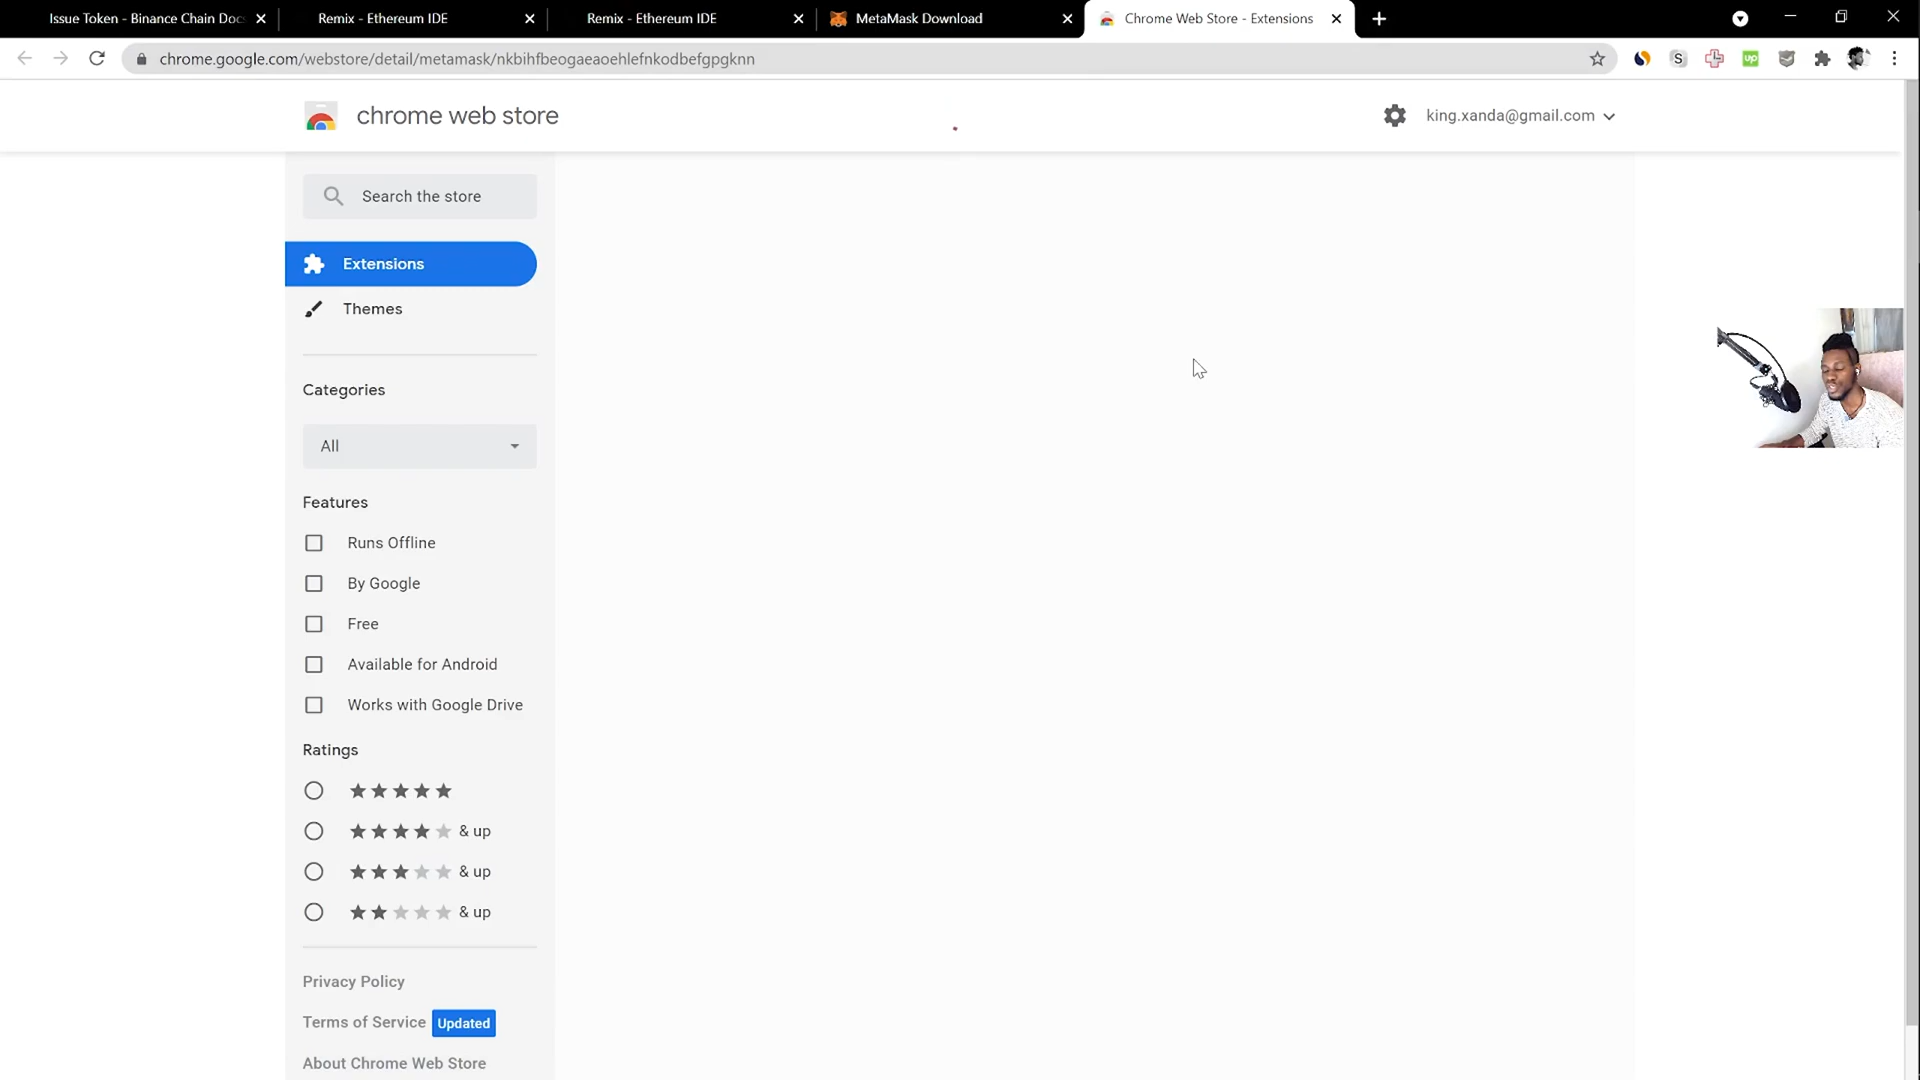 Issue Token - Binance Chain Docs
Remix - Ethereum IDE
Remix - Ethereum IDE
MetaMask Download
Chrome Web Store - Extensions
chrome.google.com/webstore/detail/metamask/nkbihfbeogaeaoehlefnkodbefgpgknn
S
up
chrome web store
king.xanda@gmail.com
Search the store
Extensions
Themes
Categories
All
Features
Runs Offline
By Google
Free
Available for Android
Works with Google Drive
Ratings
& up
& up
& up
Privacy Policy
Terms of Service Updated
About Chrome Web Store